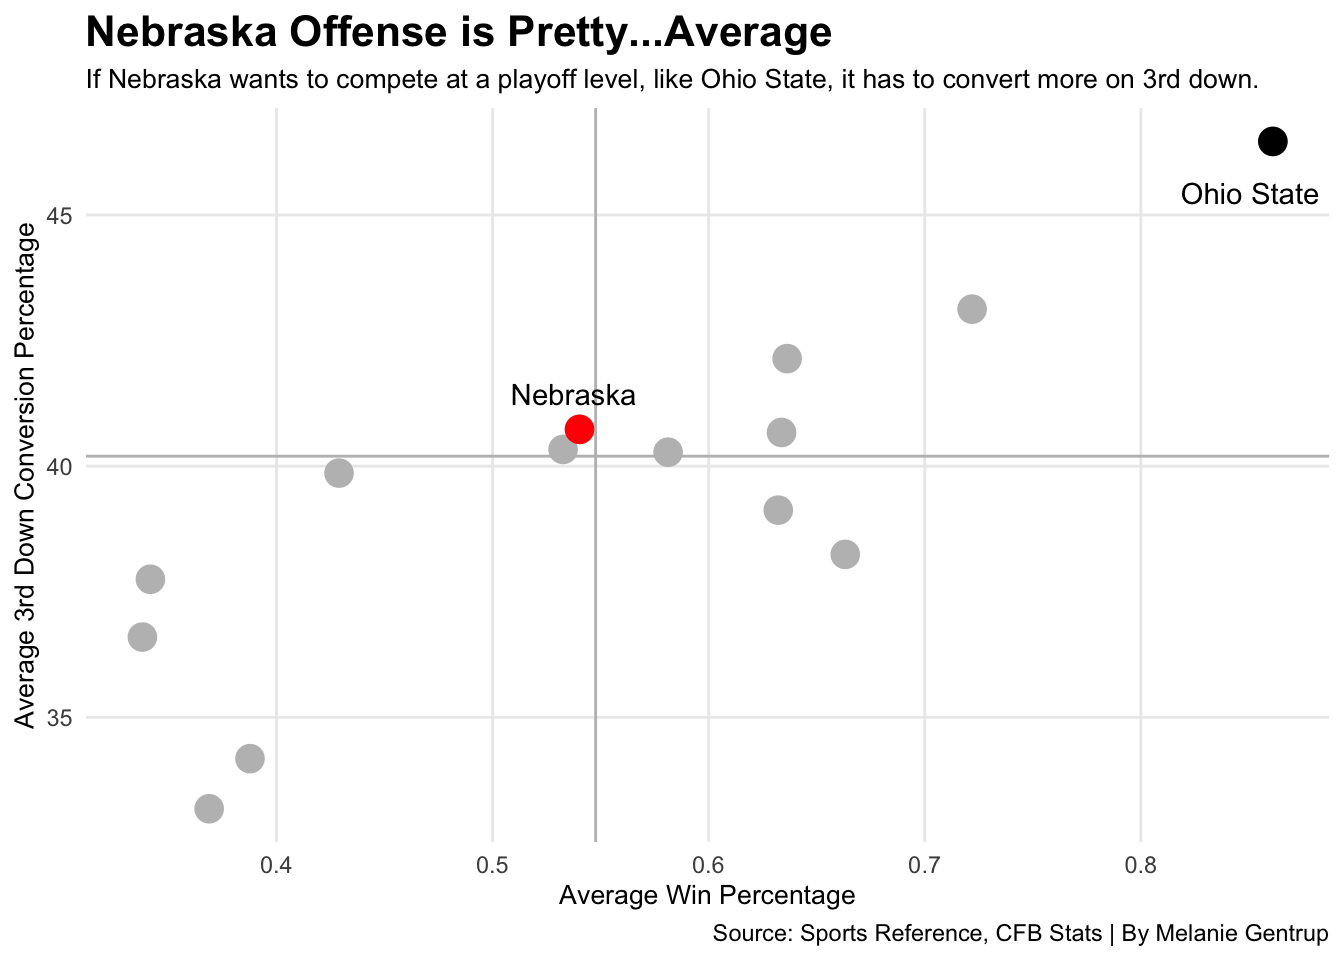 Nebraska Offense is Pretty...Average
If Nebraska wants to compete at a playoff level, like Ohio State, it has to convert more on 3rd down.
Ohio State
45
Nebraska
40
35
Average 3rd Down Conversion Percentage
0.4 0.5 0.6 0.7 0.8
Average Win Percentage
Source: Sports Reference, CFB Stats | By Melanie Gentrup